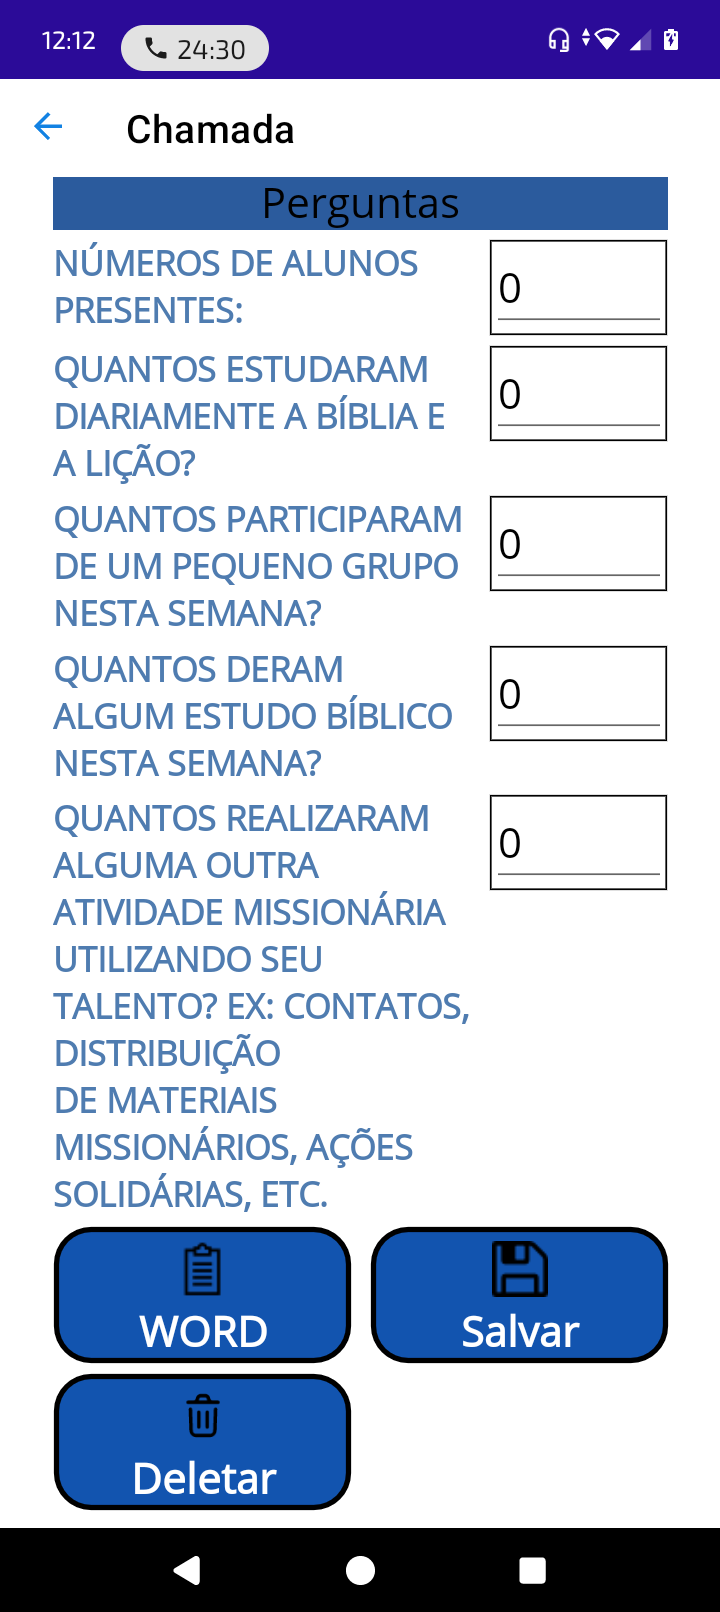 12:12
24:30
Chamada
Perguntas
NÚMEROS DE ALUNOS
PRESENTES:
0
QUANTOS ESTUDARAM
DIARIAMENTE A BÍBLIA E
A LIÇÃO?
0
QUANTOS PARTICIPARAM
DE UM PEQUENO GRUPO
NESTA SEMANA?
0
QUANTOS DERAM
ALGUM ESTUDO BÍBLICO
NESTA SEMANA?
0
QUANTOS REALIZARAM
ALGUMA OUTRA
ATIVIDADE MISSIONÁRIA
UTILIZANDO SEU
TALENTO? EX: CONTATOS,
DISTRIBUIÇÃO
DE MATERIAIS
MISSIONÁRIOS, AÇÕES
SOLIDÁRIAS, ETC.
0
WORD
Salvar
Deletar